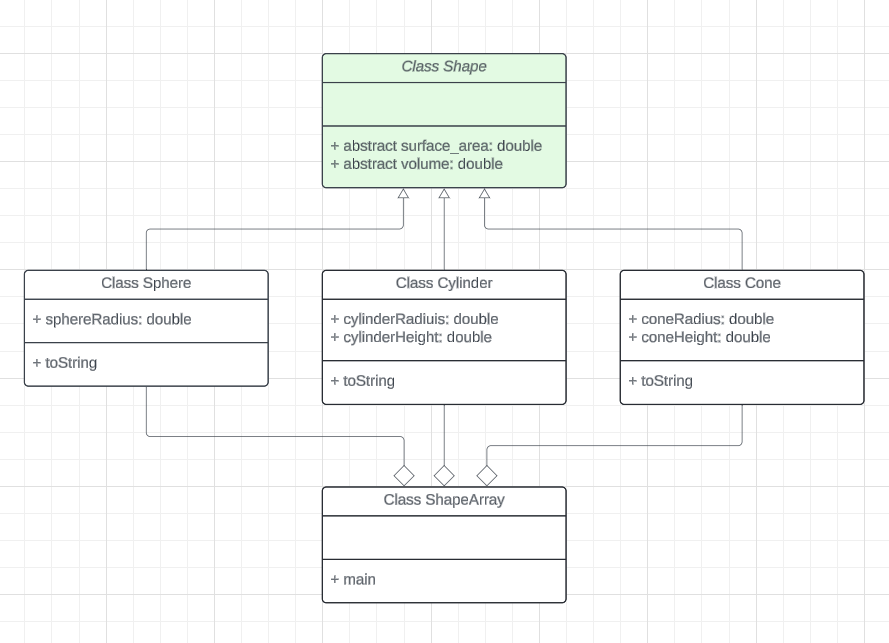 Class Shape
+ abstract surface_area: double
+ abstract volume: double
Class Sphere
+ sphereRadius: double
+ toString
Class Cylinder
+ cylinderRadiuis: double
+ cylinderHeight: double
+ toString
Class Cone
+ coneRadius: double
+ coneHeight: double
+ toString
Class ShapeArray
+ main